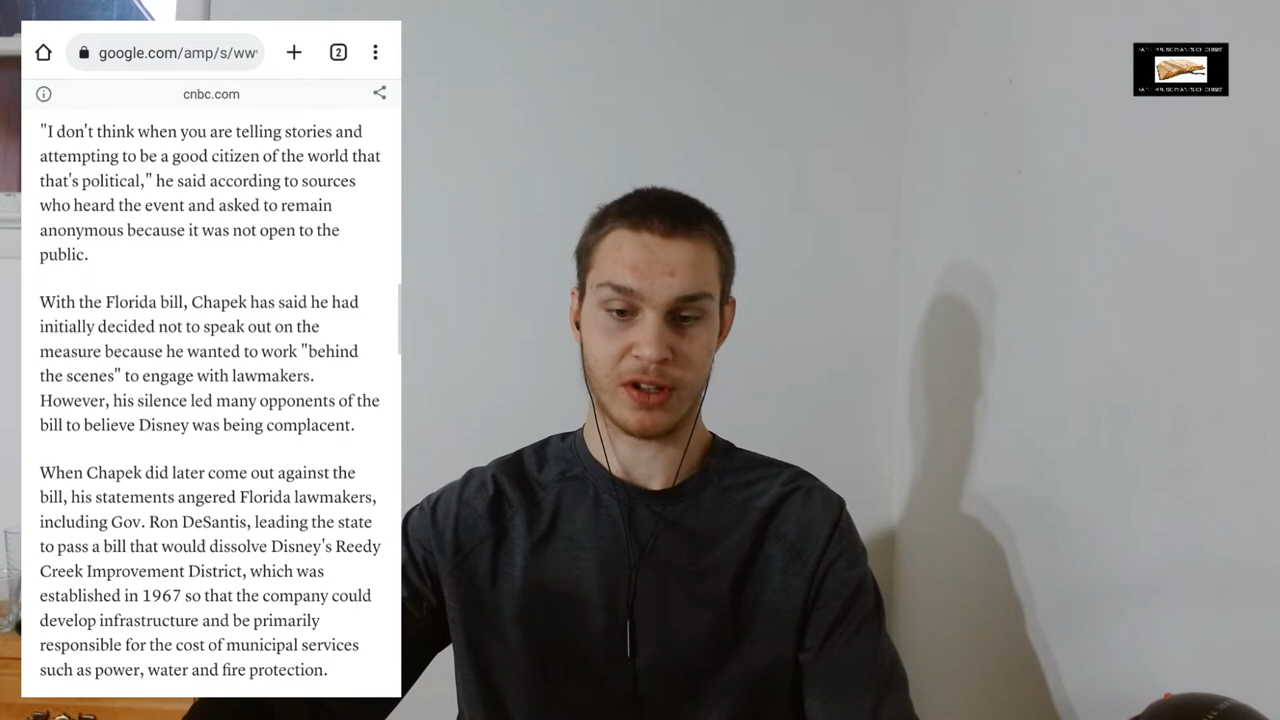 google.com/amp/s/ww
2
cnbc.com
"I don't think when you are telling stories and
attempting to be a good citizen of the world that
that's political," he said according to sources
who heard the event and asked to remain
anonymous because it was not open to the
public.
With the Florida bill, Chapek has said he had
initially decided not to speak out on the
measure because he wanted to work "behind
the scenes" to engage with lawmakers.
However, his silence led many opponents of the
bill to believe Disney was being complacent.
When Chapek did later come out against the
bill, his statements angered Florida lawmakers,
including Gov. Ron DeSantis, leading the state
to pass a bill that would dissolve Disney's Reedy
Creek Improvement District, which was
established in 1967 so that the company could
develop infrastructure and be primarily
responsible for the cost of municipal services
such as power, water and fire protection.